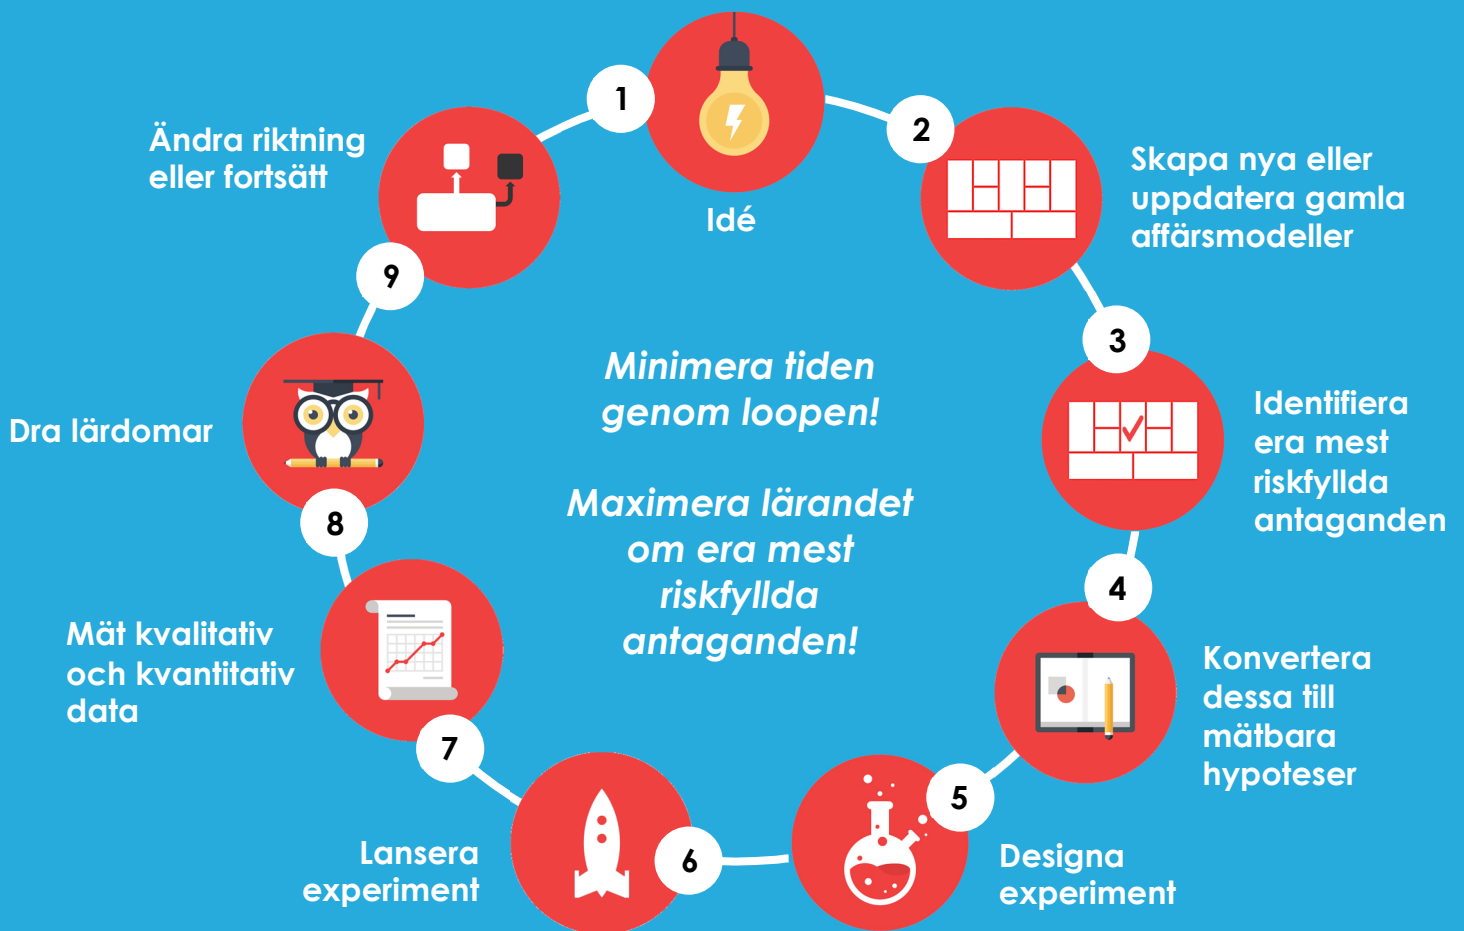 1
Idé
2
Skapa nya eller
uppdatera gamla
affärsmodeller
3
Identifiera
era mest
riskfyllda
antaganden
4
Konvertera
dessa till
mätbara
hypoteser
5
Designa
experiment
6
Lansera
experiment
7
Mät kvalitativ
och kvantitativ
data
8
Dra lärdomar
9
Ändra riktning
eller fortsätt
Minimera tiden
genom loopen!
Maximera lärandet
om era mest
riskfyllda
antaganden!